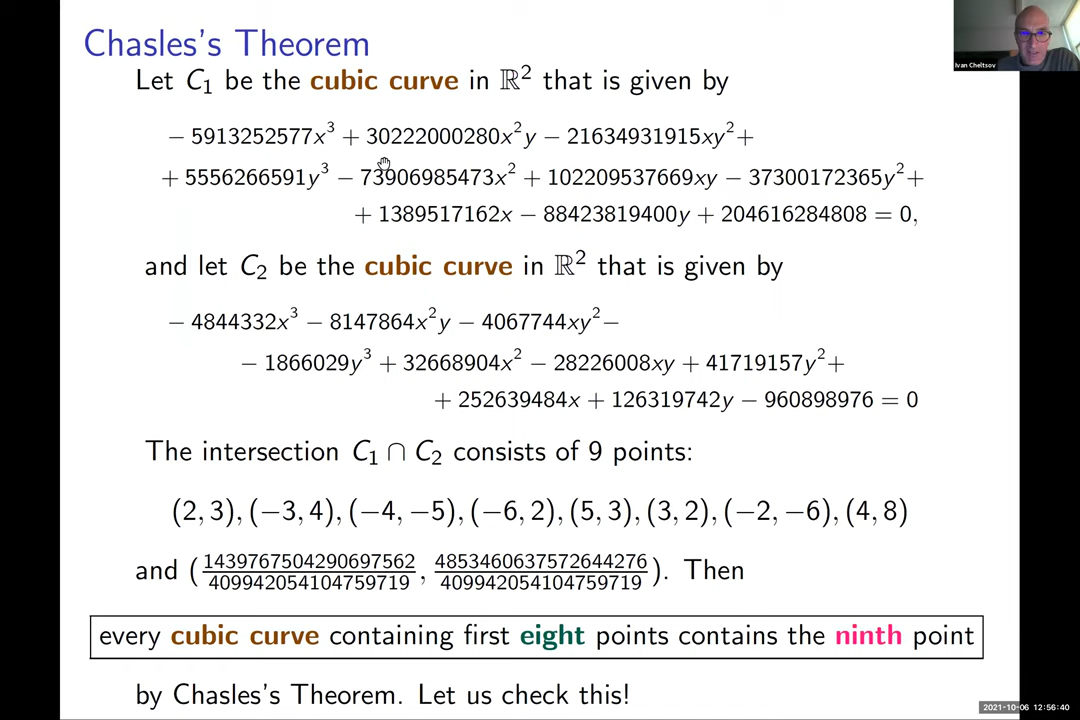 Chasles's Theorem
Let C₁ be the cubic curve in ℝ² that is given by
− 5913252577x³ + 30222000280x²y − 21634931915xy²+
+ 5556266591y³ − 73906985473x² + 102209537669xy − 37300172365y²+
+ 1389517162x − 88423819400y + 204616284808 = 0,
and let C₂ be the cubic curve in ℝ² that is given by
− 4844332x³ − 8147864x²y − 4067744xy²−
− 1866029y³ + 32668904x² − 28226008xy + 41719157y²+
+ 252639484x + 126319742y − 960898976 = 0
The intersection C₁ ∩ C₂ consists of 9 points:
(2, 3), (−3, 4), (−4, −5), (−6, 2), (5, 3), (3, 2), (−2, −6), (4, 8)
and (1439767504290697562/409942054104759719, 4853460637572644276/409942054104759719). Then
every cubic curve containing first eight points contains the ninth point
by Chasles's Theorem. Let us check this!
Ivan Cheltsov
2021-10-06 12:56:40